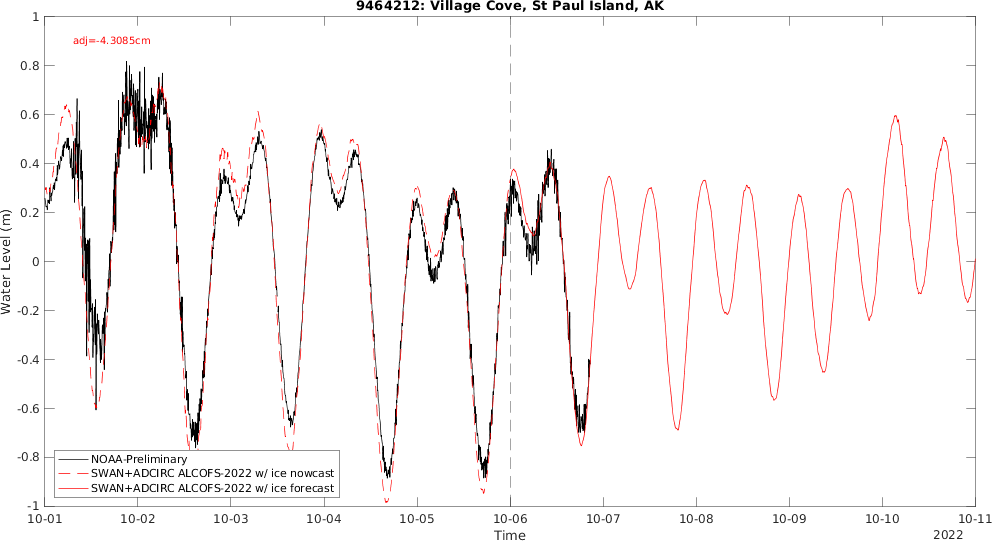 9464212: Village Cove, St Paul Island, AK
adj=-4.3085cm
Water Level (m)
1
0.8
0.6
0.4
0.2
0
-0.2
-0.4
-0.6
-0.8
-1
NOAA-Preliminary
SWAN+ADCIRC ALCOFS-2022 w/ ice nowcast
SWAN+ADCIRC ALCOFS-2022 w/ ice forecast
10-01 10-02 10-03 10-04 10-05 10-06 10-07 10-08 10-09 10-10 10-11
Time
2022